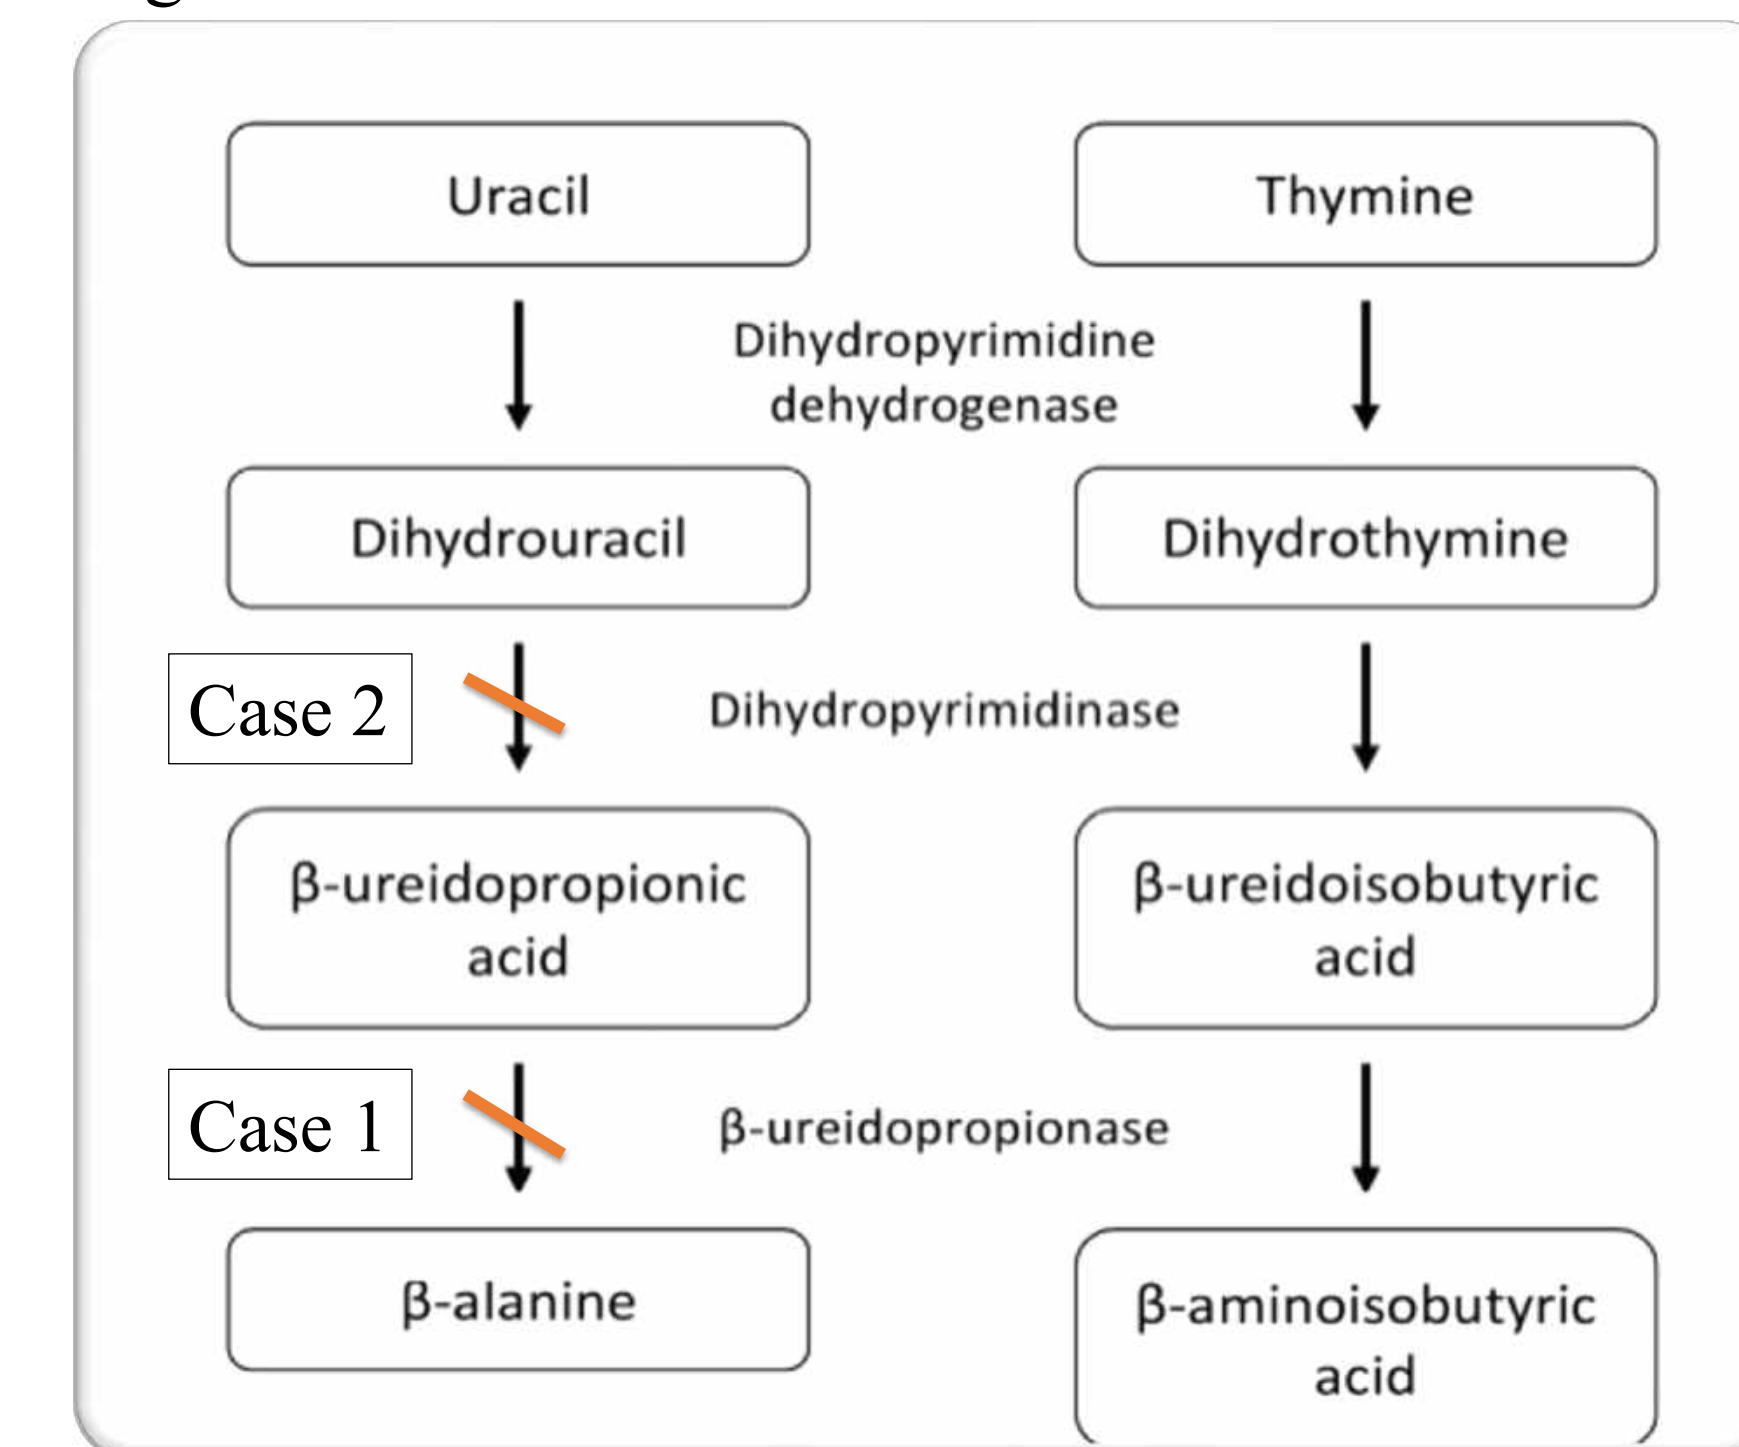 Uracil
Thymine
Dihydropyrimidine
dehydrogenase
Dihydrouracil
Dihydrothymine
Case 2
Dihydropyrimidinase
β-ureidopropionic
acid
β-ureidoisobutyric
acid
Case 1
β-ureidopropionase
β-alanine
β-aminoisobutyric
acid